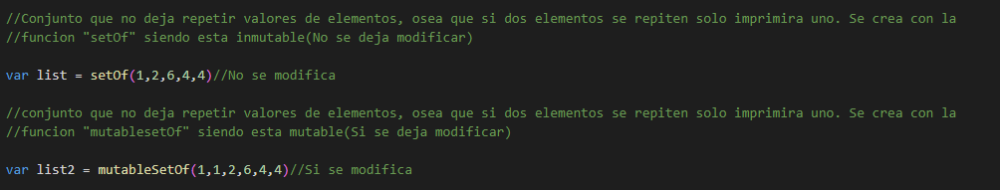 //Conjunto que no deja repetir valores de elementos, osea que si dos elementos se repiten solo imprimira uno. Se crea con la
//funcion "setOf" siendo esta inmutable(No se deja modificar)
var list = setOf(1,2,6,4,4)//No se modifica
//conjunto que no deja repetir valores de elementos, osea que si dos elementos se repiten solo imprimira uno. Se crea con la
//funcion "mutablesetOf" siendo esta mutable(Si se deja modificar)
var list2 = mutableSetOf(1,1,2,6,4,4)//Si se modifica